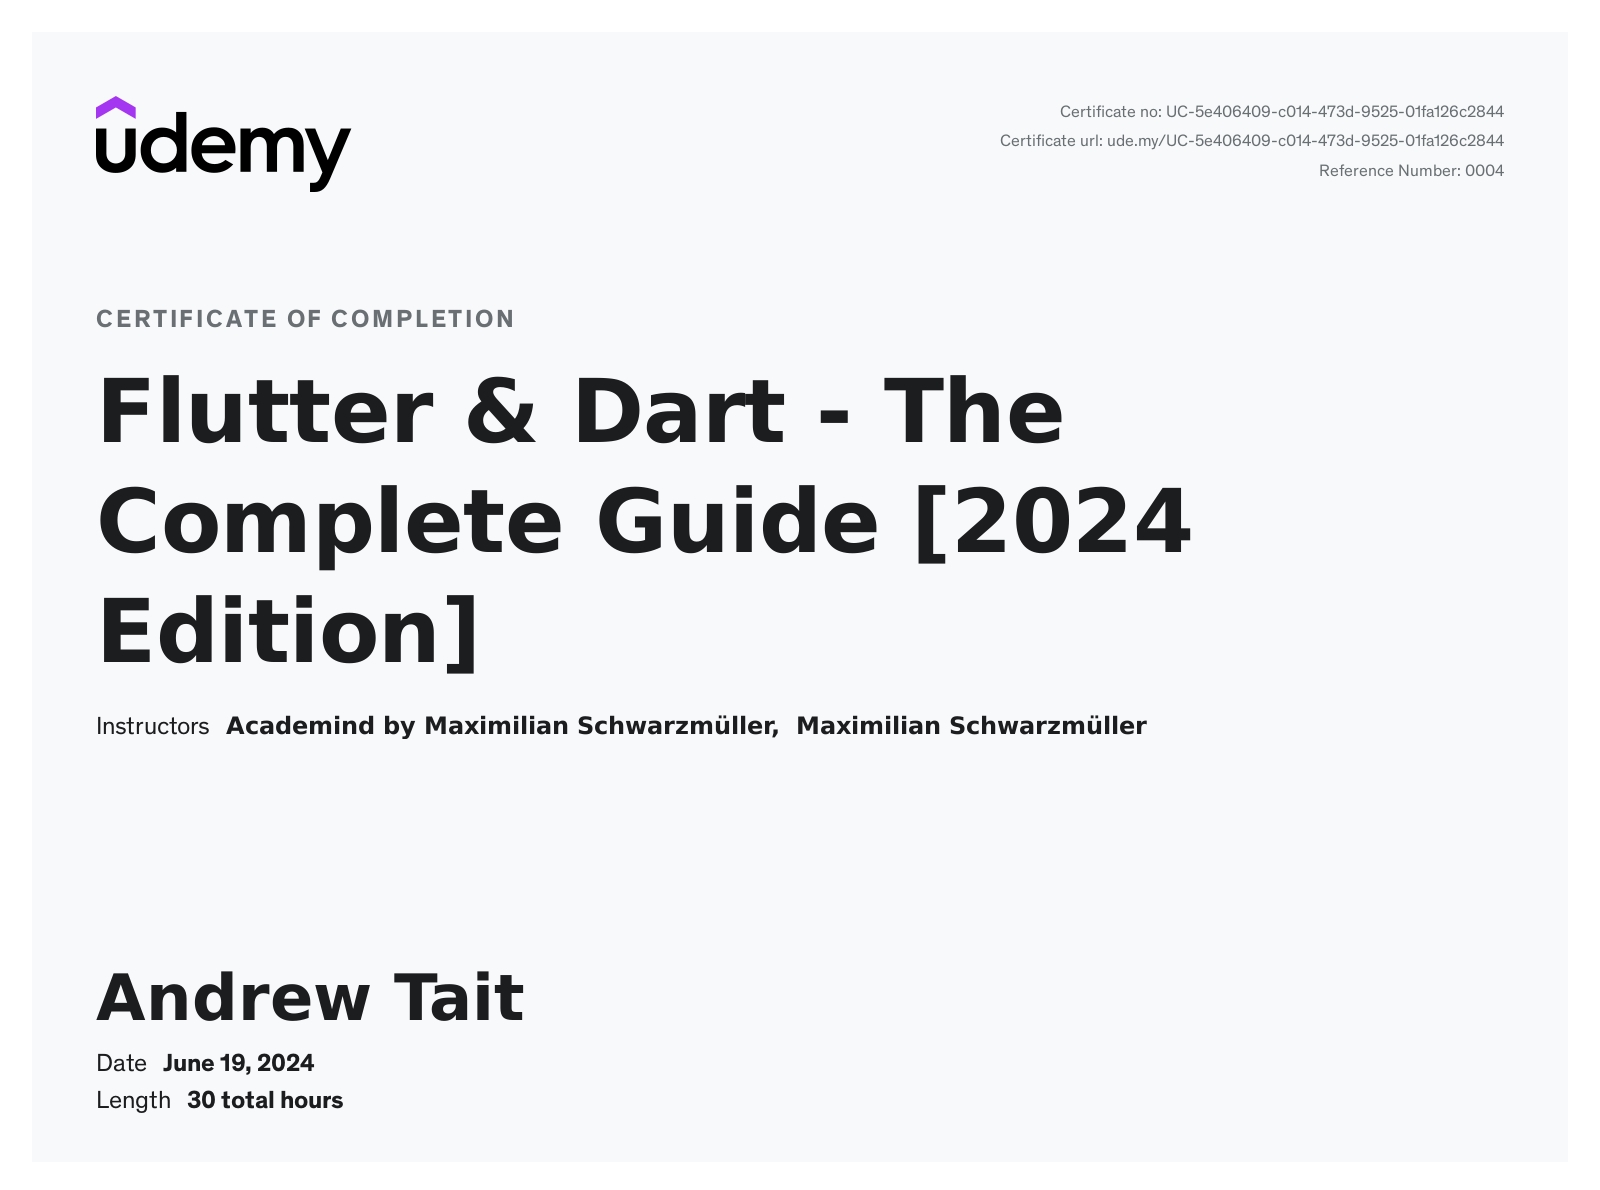 udemy
Certificate no: UC-5e406409-c014-473d-9525-01fa126c2844
Certificate url: ude.my/UC-5e406409-c014-473d-9525-01fa126c2844
Reference Number: 0004
CERTIFICATE OF COMPLETION
Flutter & Dart - The
Complete Guide [2024
Edition]
Instructors Academind by Maximilian Schwarzmüller, Maximilian Schwarzmüller
Andrew Tait
Date June 19, 2024
Length 30 total hours